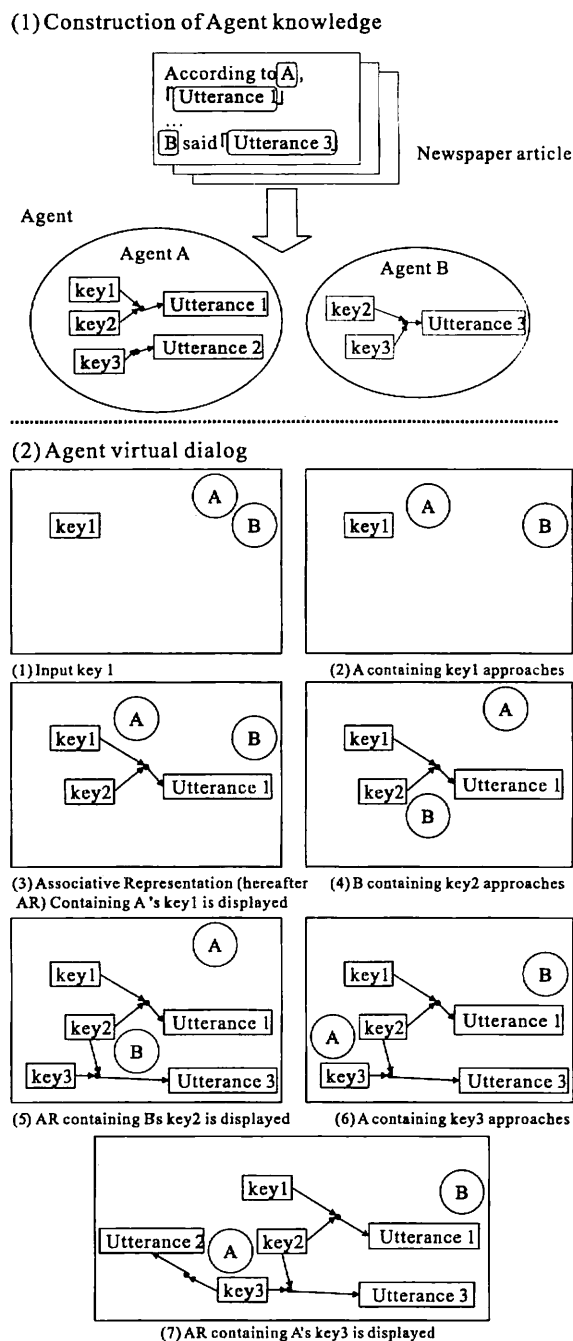 (1) Construction of Agent knowledge
According to A,
「Utterance 1」
...
B said「Utterance 3」
Newspaper article
Agent
Agent A
key1
key2
Utterance 1
key3
Utterance 2
Agent B
key2
key3
Utterance 3
(2) Agent virtual dialog
A
B
key1
(1) Input key 1
A
key1
B
(2) A containing key1 approaches
A
key1
B
key2
Utterance 1
(3) Associative Representation (hereafter
AR) Containing A's key1 is displayed
A
key1
key2
Utterance 1
B
(4) B containing key2 approaches
A
key1
key2
Utterance 1
B
key3
Utterance 3
(5) AR containing Bs key2 is displayed
key1
B
key2
Utterance 1
A
key3
Utterance 3
(6) A containing key3 approaches
key1
B
Utterance 2
A
key2
Utterance 1
key3
Utterance 3
(7) AR containing A's key3 is displayed